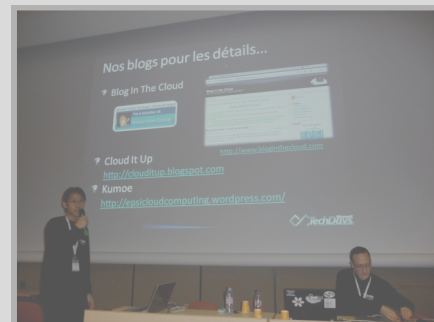 Nos blogs pour les détails...
Blog In The Cloud
http://www.bloginthecloud.com
Cloud It Up
http://clouditup.blogspot.com
Kumoe
http://epsicloudcomputing.wordpress.com/
TechDays